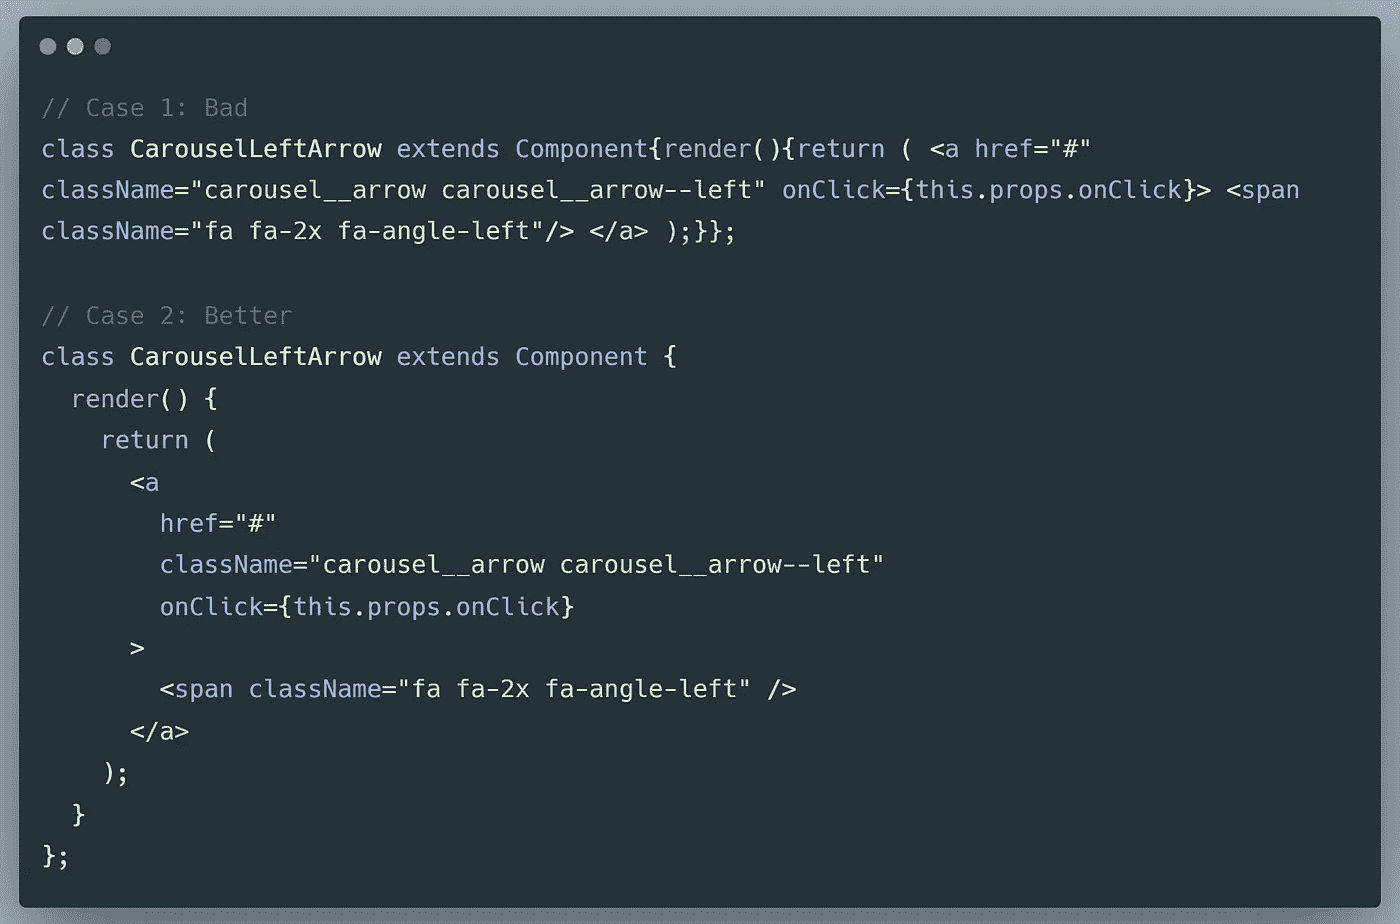 // Case 1: Bad
class CarouselLeftArrow extends Component{render(){return ( <a href="#"
className="carousel__arrow carousel__arrow--left" onClick={this.props.onClick}> <span
className="fa fa-2x fa-angle-left"/> </a> );}};
// Case 2: Better
class CarouselLeftArrow extends Component {
  render() {
    return (
      <a
        href="#"
        className="carousel__arrow carousel__arrow--left"
        onClick={this.props.onClick}
      >
        <span className="fa fa-2x fa-angle-left" />
      </a>
    );
  }
};